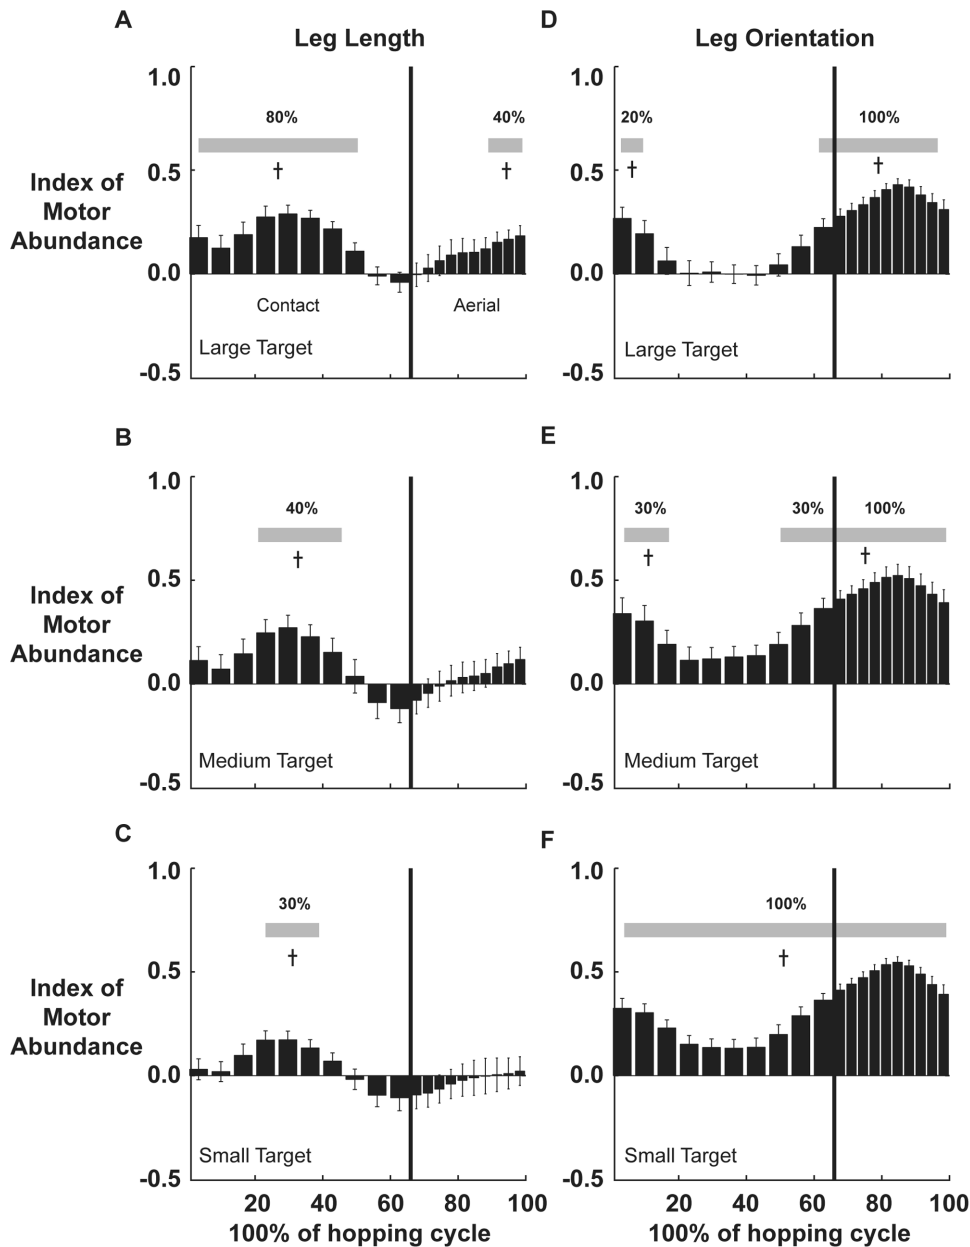 A
Leg Length
1.0
80%
40%
0.5
†
†
Index of
Motor
Abundance
0.0
Contact
Aerial
Large Target
-0.5
D
Leg Orientation
1.0
20%
100%
0.5
†
†
0.0
Large Target
-0.5
B
1.0
40%
†
0.5
Index of
Motor
Abundance
0.0
Medium Target
-0.5
E
1.0
30%
30%
100%
†
†
0.5
0.0
Medium Target
-0.5
C
1.0
30%
†
0.5
Index of
Motor
Abundance
0.0
Small Target
-0.5
20
40
60
80
100
100% of hopping cycle
F
1.0
100%
†
0.5
0.0
Small Target
-0.5
20
40
60
80
100
100% of hopping cycle